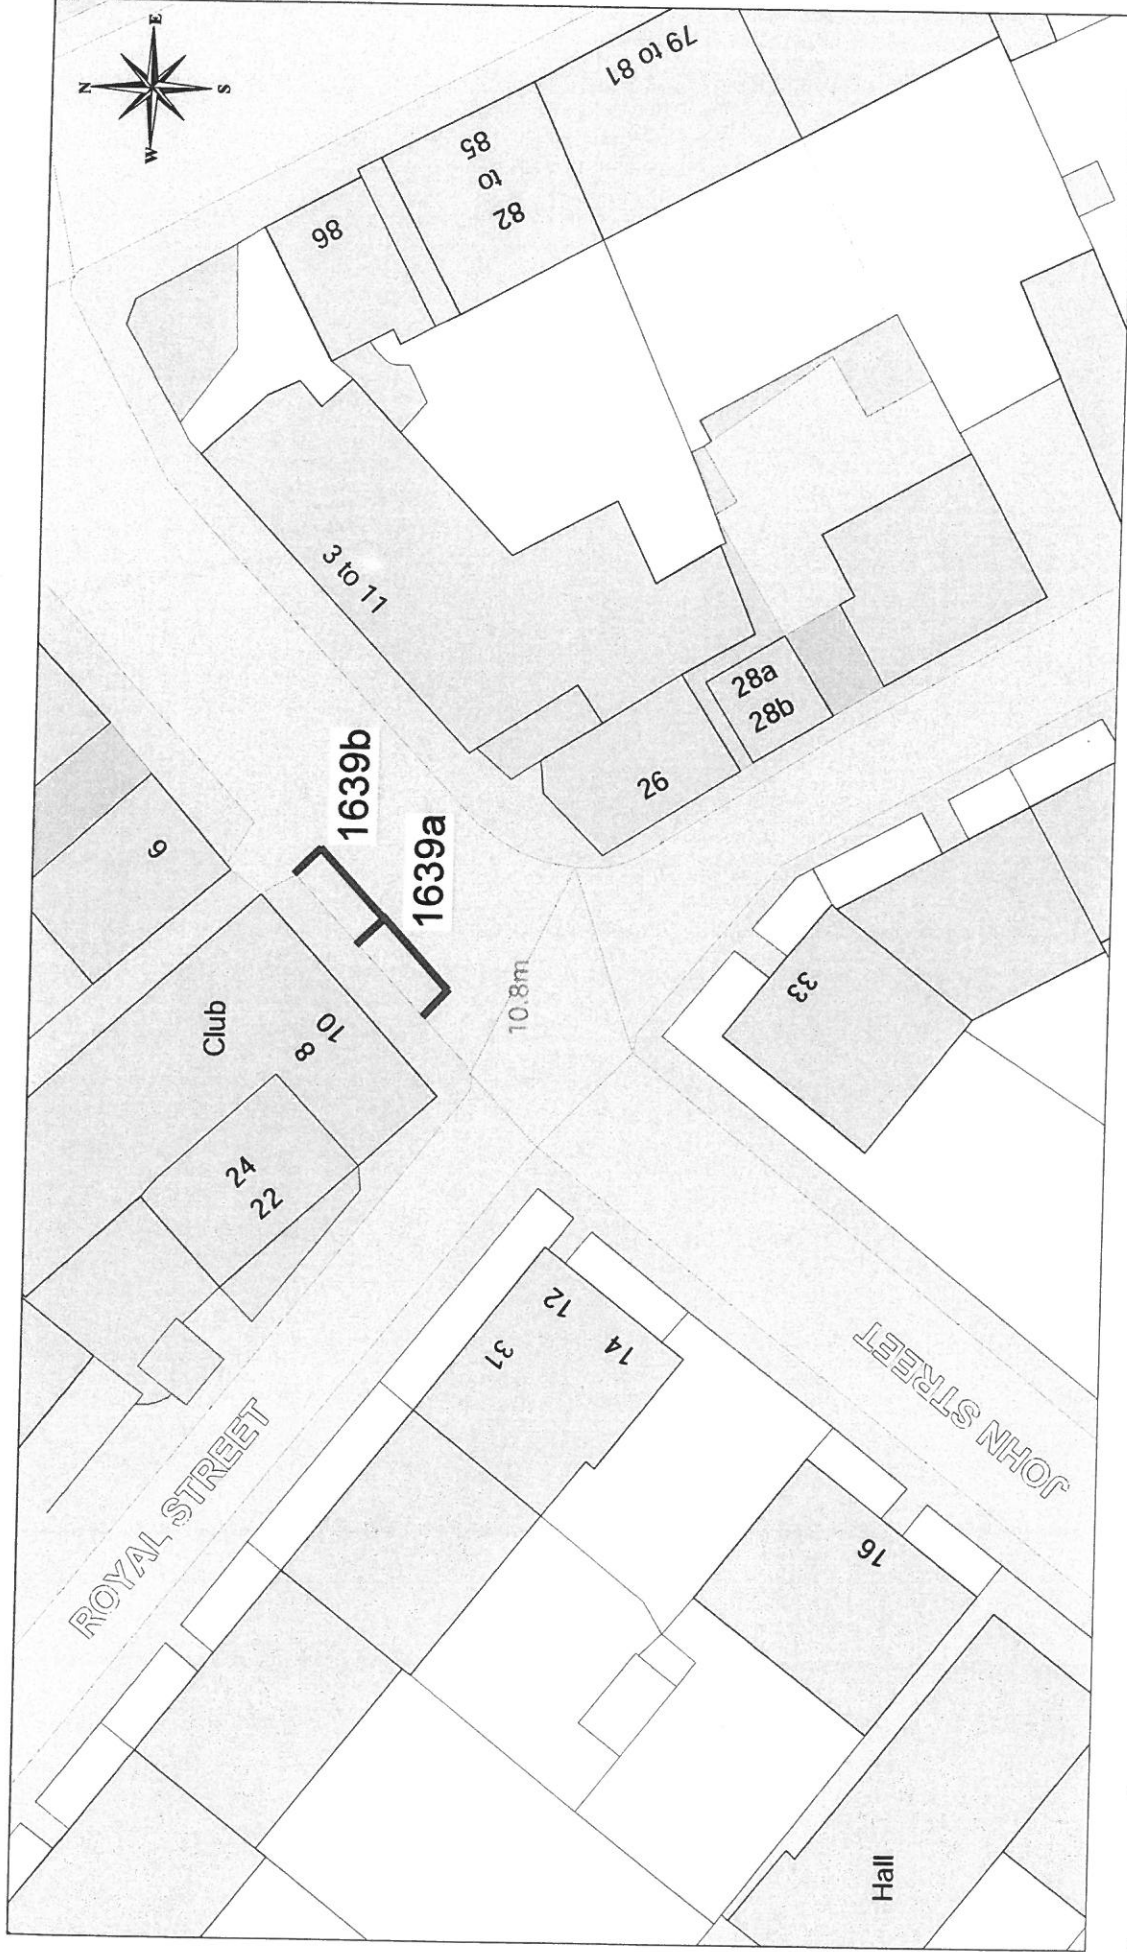 N
E
S
W
79 to 81
85
to
82
86
3 to 11
28a
28b
26
1639b
1639a
6
10.8m
Club
10
8
24
22
33
12
14
31
ROYAL STREET
JOHN STREET
16
Hall